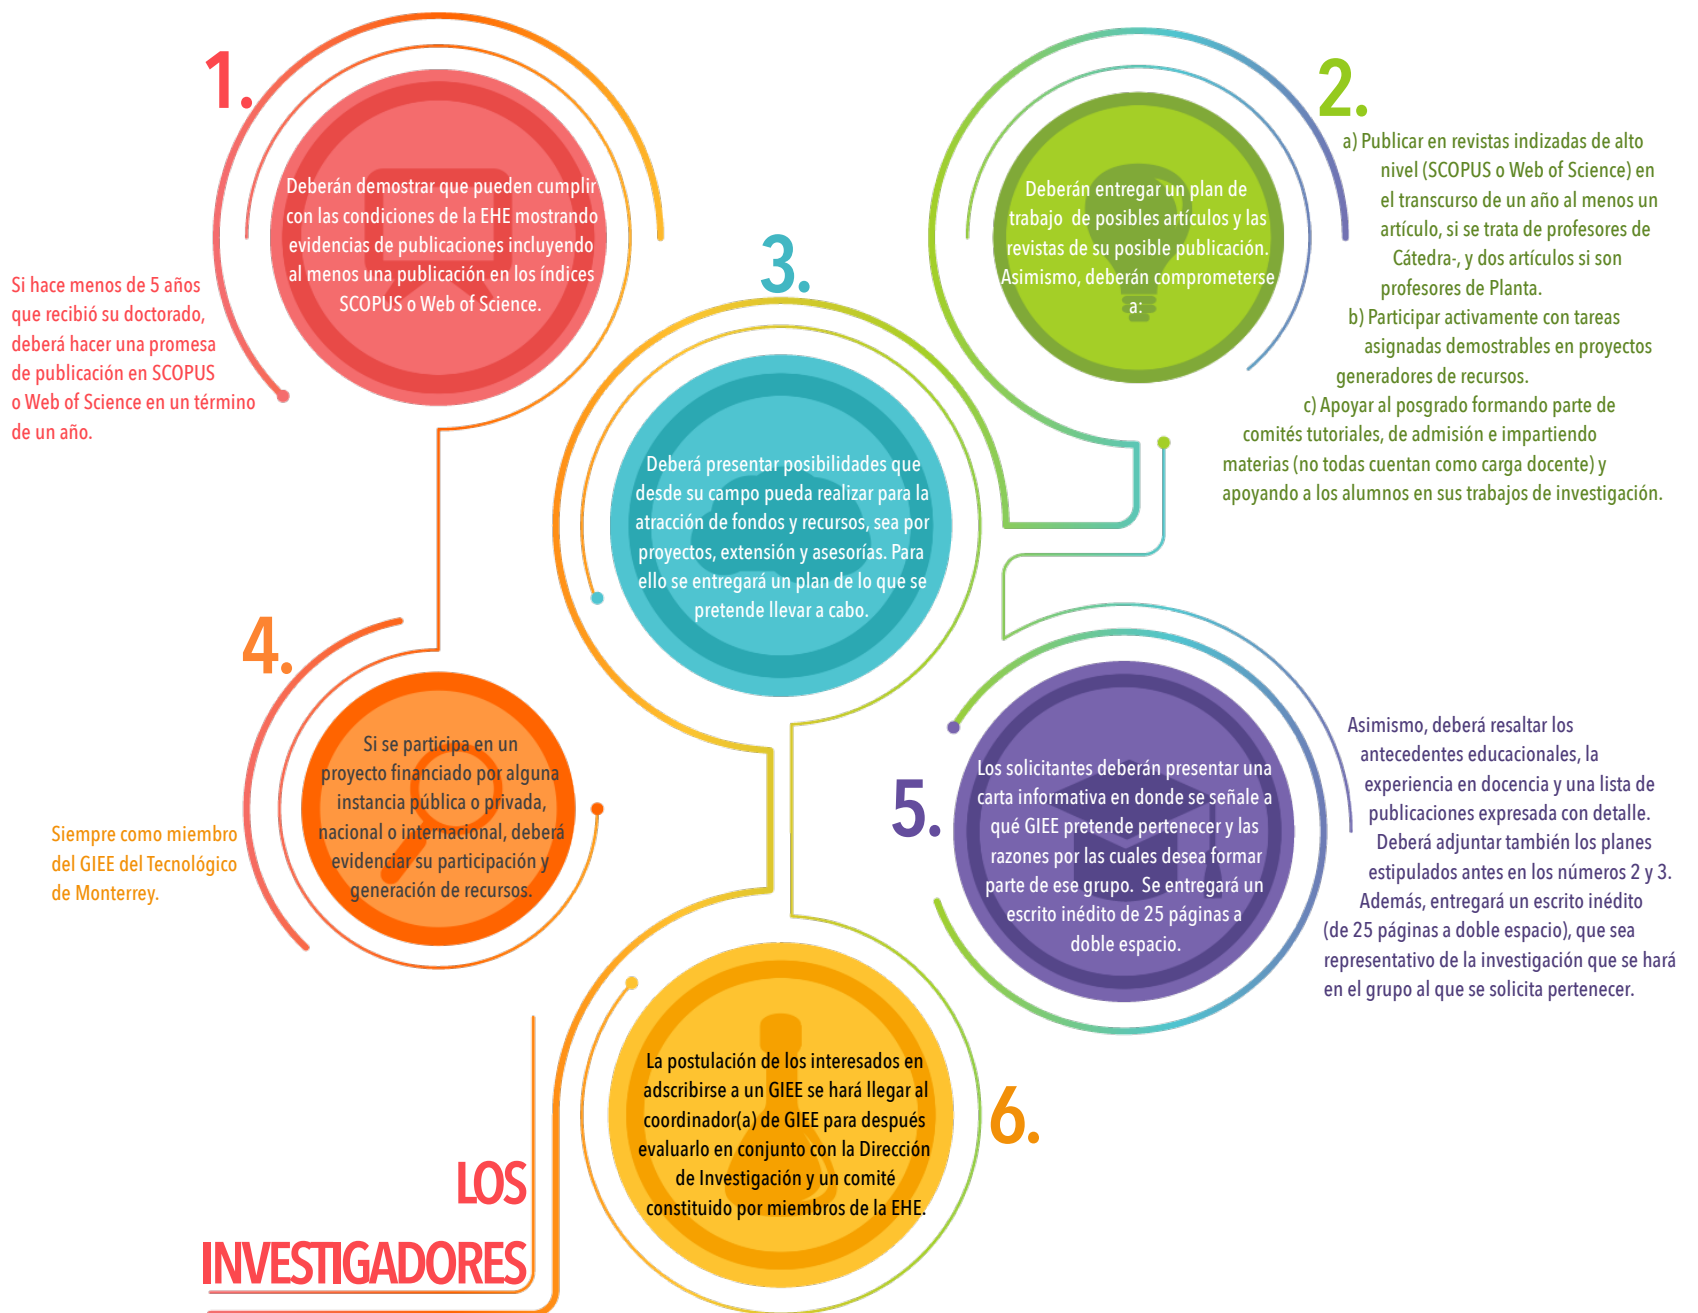 1.
Deberán demostrar que pueden cumplir
con las condiciones de la EHE mostrando
evidencias de publicaciones incluyendo
al menos una publicación en los índices
SCOPUS o Web of Science.
Si hace menos de 5 años
que recibió su doctorado,
deberá hacer una promesa
de publicación en SCOPUS
o Web of Science en un término
de un año.
2.
Deberán entregar un plan de
trabajo de posibles artículos y las
revistas de su posible publicación.
Asimismo, deberán comprometerse
a:
a) Publicar en revistas indizadas de alto
nivel (SCOPUS o Web of Science) en
el transcurso de un año al menos un
artículo, si se trata de profesores de
Cátedra-, y dos artículos si son
profesores de Planta.
b) Participar activamente con tareas
asignadas demostrables en proyectos
generadores de recursos.
c) Apoyar al posgrado formando parte de
comités tutoriales, de admisión e impartiendo
materias (no todas cuentan como carga docente) y
apoyando a los alumnos en sus trabajos de investigación.
3.
Deberá presentar posibilidades que
desde su campo pueda realizar para la
atracción de fondos y recursos, sea por
proyectos, extensión y asesorías. Para
ello se entregará un plan de lo que se
pretende llevar a cabo.
4.
Si se participa en un
proyecto financiado por alguna
instancia pública o privada,
nacional o internacional, deberá
evidenciar su participación y
generación de recursos.
Siempre como miembro
del GIEE del Tecnológico
de Monterrey.
5.
Los solicitantes deberán presentar una
carta informativa en donde se señale a
qué GIEE pretende pertenecer y las
razones por las cuales desea formar
parte de ese grupo. Se entregará un
escrito inédito de 25 páginas a
doble espacio.
Asimismo, deberá resaltar los
antecedentes educacionales, la
experiencia en docencia y una lista de
publicaciones expresada con detalle.
Deberá adjuntar también los planes
estipulados antes en los números 2 y 3.
Además, entregará un escrito inédito
(de 25 páginas a doble espacio), que sea
representativo de la investigación que se hará
en el grupo al que se solicita pertenecer.
6.
La postulación de los interesados en
adscribirse a un GIEE se hará llegar al
coordinador(a) de GIEE para después
evaluarlo en conjunto con la Dirección
de Investigación y un comité
constituido por miembros de la EHE.
LOS
INVESTIGADORES